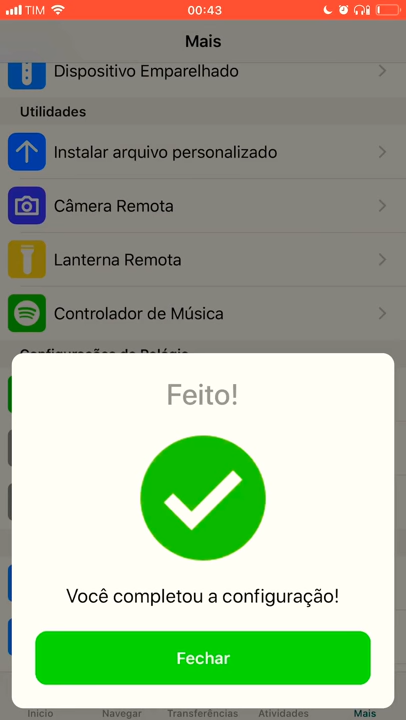 TIM
00:43
Mais
Dispositivo Emparelhado
Utilidades
Instalar arquivo personalizado
Câmera Remota
Lanterna Remota
Controlador de Música
Configurações do Relógio
Feito!
Você completou a configuração!
Fechar
Início
Navegar
Transferências
Atividades
Mais